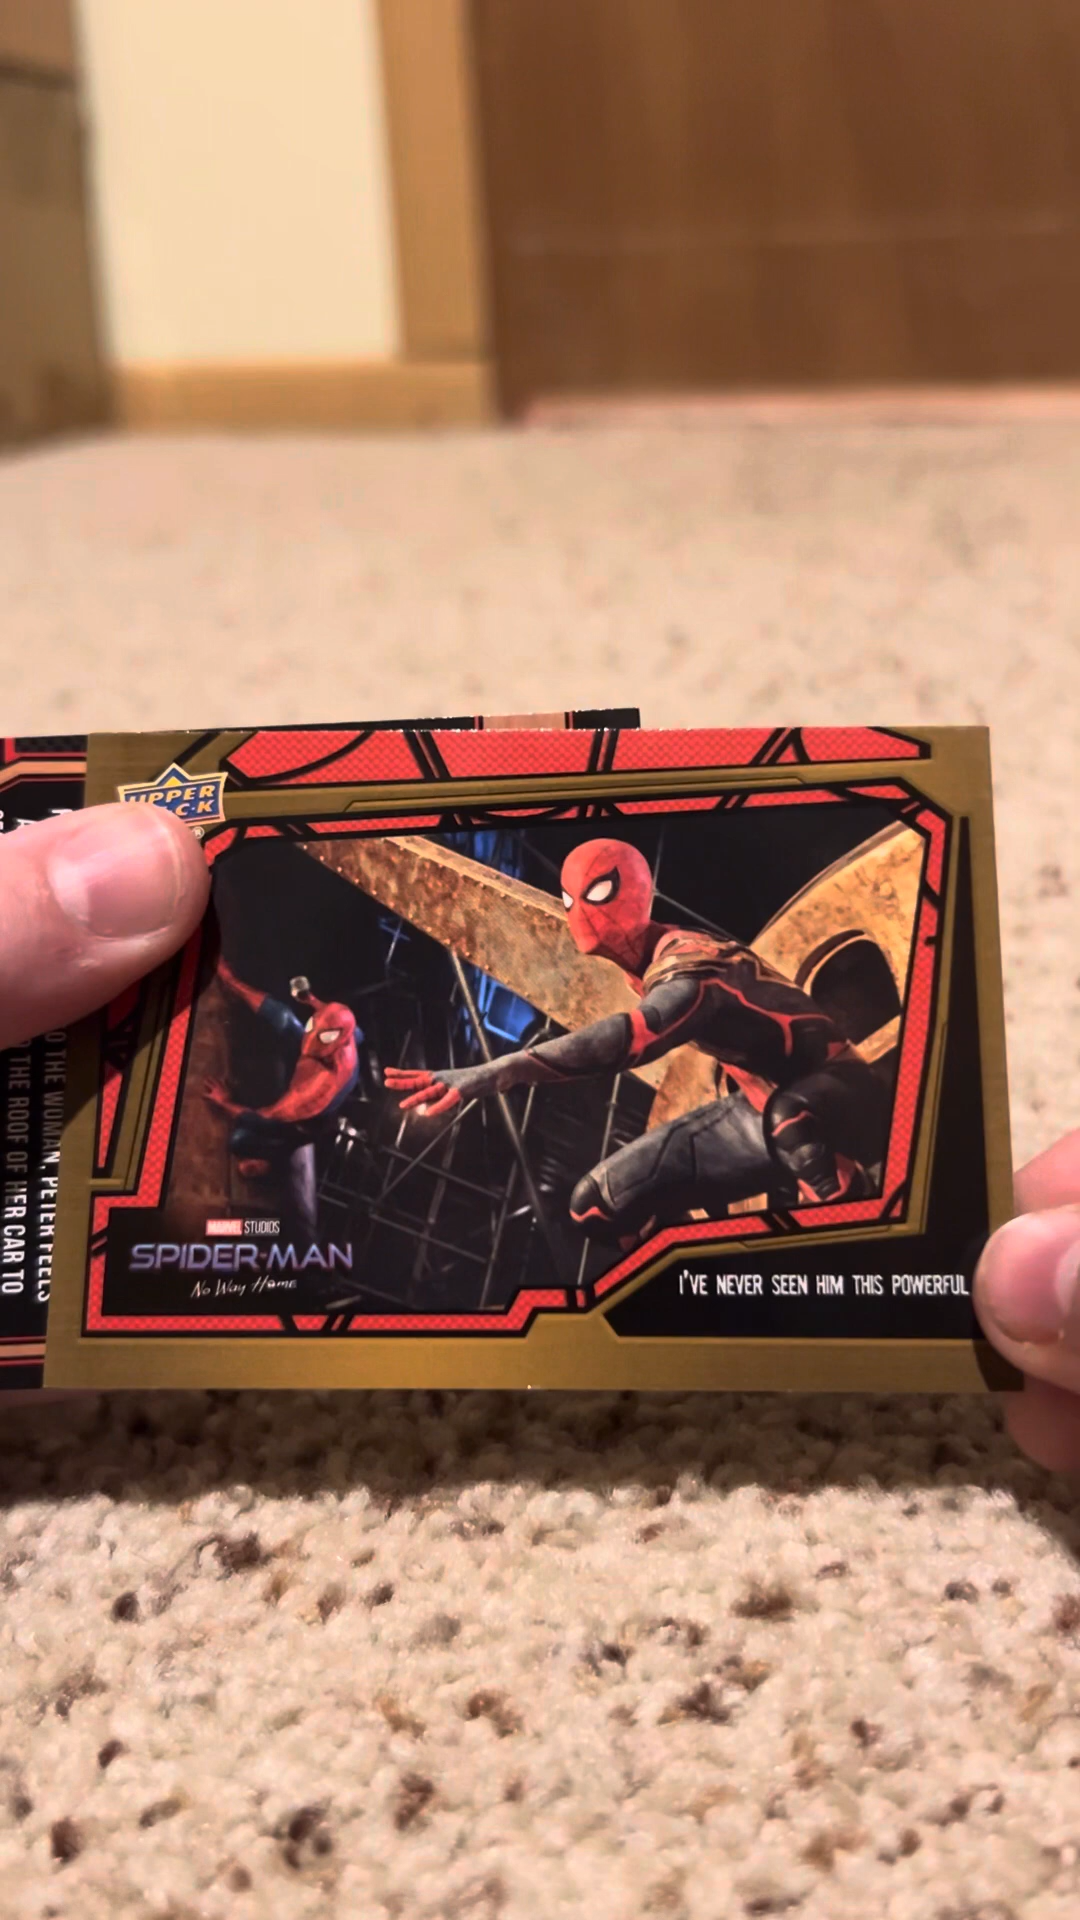 UPPER
MARVEL STUDIOS
SPIDER-MAN
No Way Home
I'VE NEVER SEEN HIM THIS POWERFUL
THE WOMAN, PETER FEELS
THE ROOF OF HER CAR TO